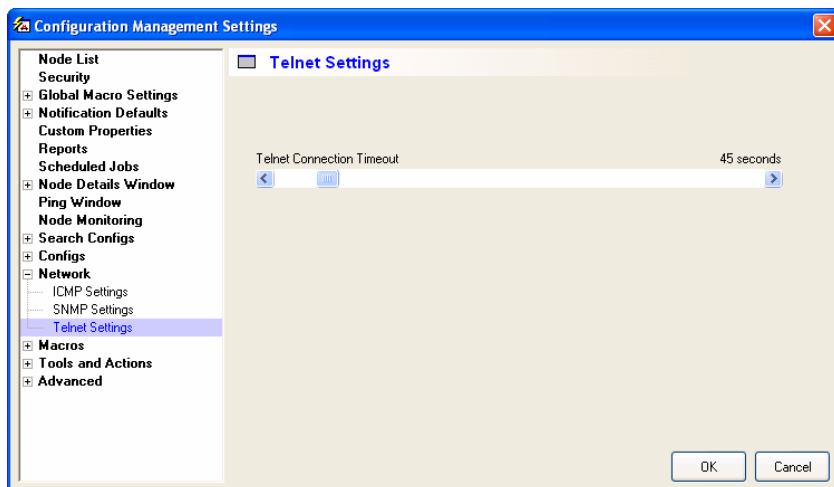 Configuration Management Settings
Node List
Security
Global Macro Settings
Notification Defaults
Custom Properties
Reports
Scheduled Jobs
Node Details Window
Ping Window
Node Monitoring
Search Configs
Configs
Network
ICMP Settings
SNMP Settings
Telnet Settings
Macros
Tools and Actions
Advanced
Telnet Settings
Telnet Connection Timeout 45 seconds
OK Cancel